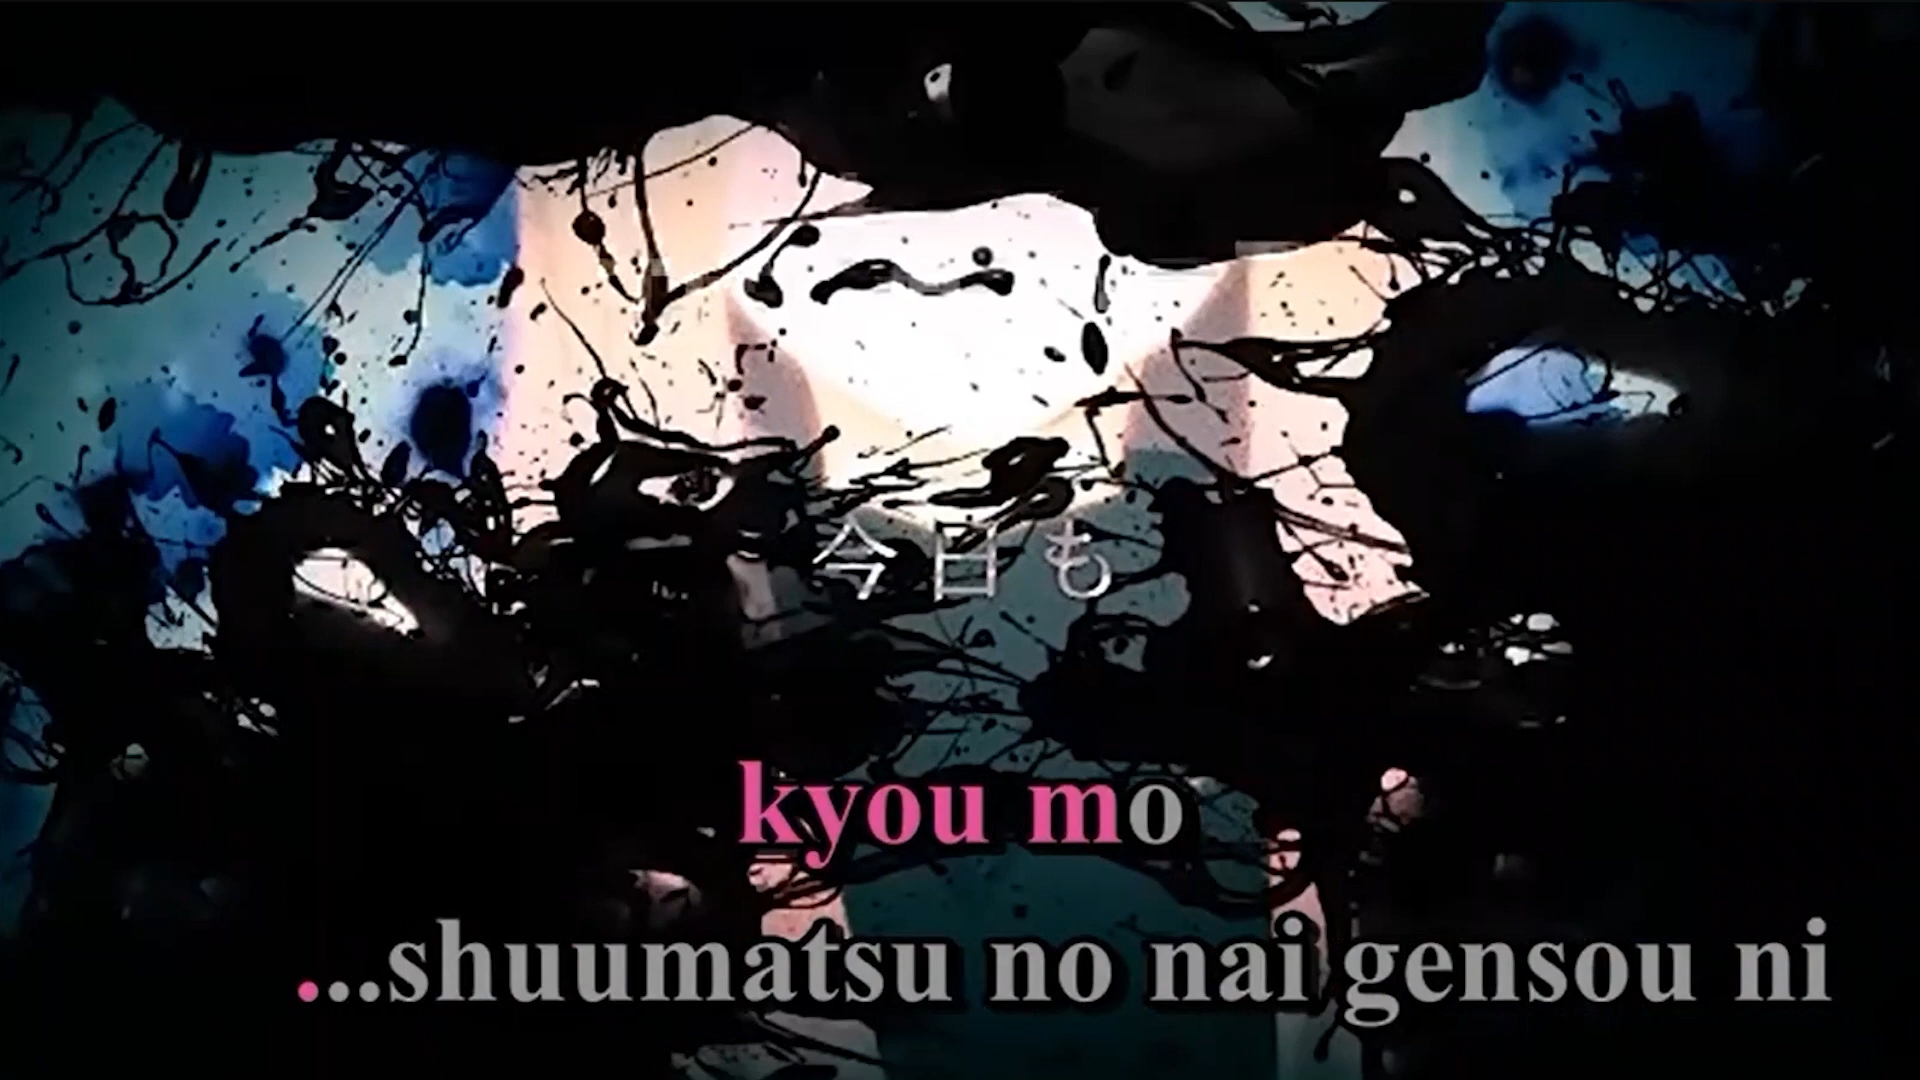 今日も
kyou mo
...shuumatsu no nai gensou ni